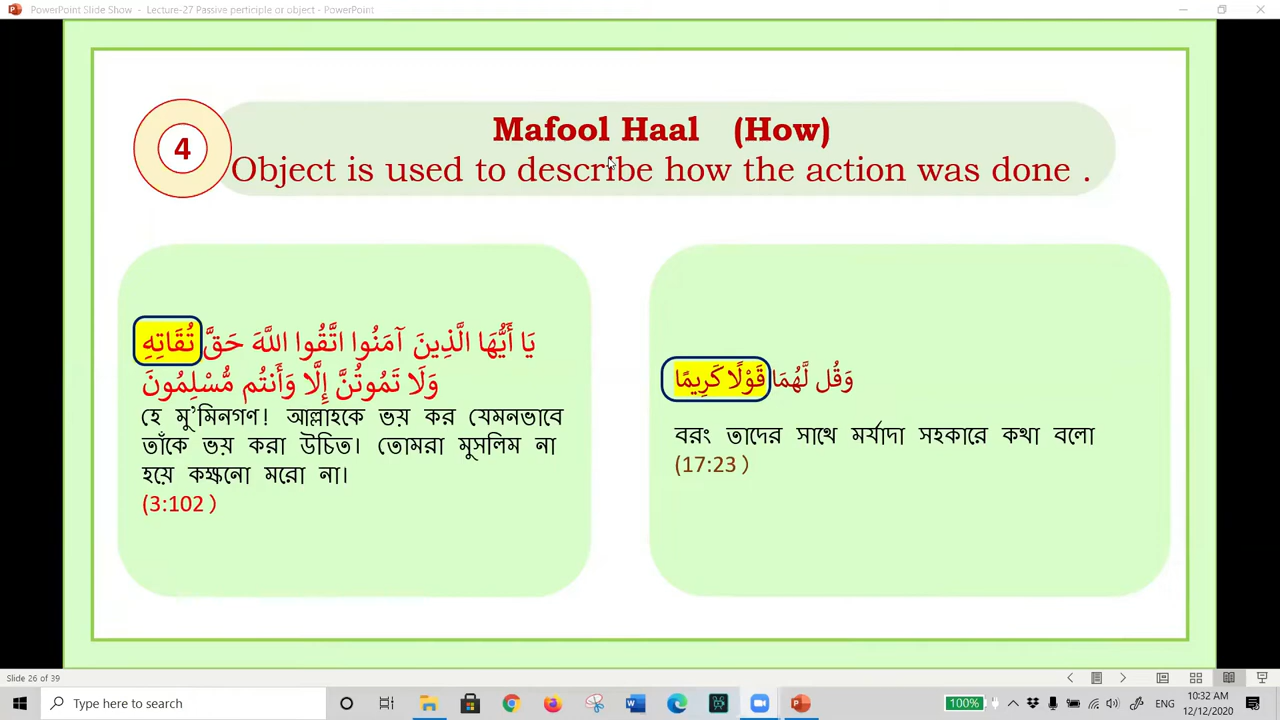 PowerPoint Slide Show - Lecture-27 Passive perticiple or object - PowerPoint
4
Mafool Haal (How)
Object is used to describe how the action was done .
يَا أَيُّهَا الَّذِينَ آمَنُوا اتَّقُوا اللَّهَ حَقَّ تُقَاتِهِ
وَلَا تَمُوتُنَّ إِلَّا وَأَنتُم مُّسْلِمُونَ
হে মু’মিনগণ! আল্লাহকে ভয় কর যেমনভাবে
তাঁকে ভয় করা উচিত। তোমরা মুসলিম না
হয়ে কক্ষনো মরো না।
(3:102 )
وَقُل لَّهُمَا قَوْلًا كَرِيمًا
বরং তাদের সাথে মর্যাদা সহকারে কথা বলো
(17:23 )
Slide 26 of 39
Type here to search
100%
ENG
10:32 AM
12/12/2020